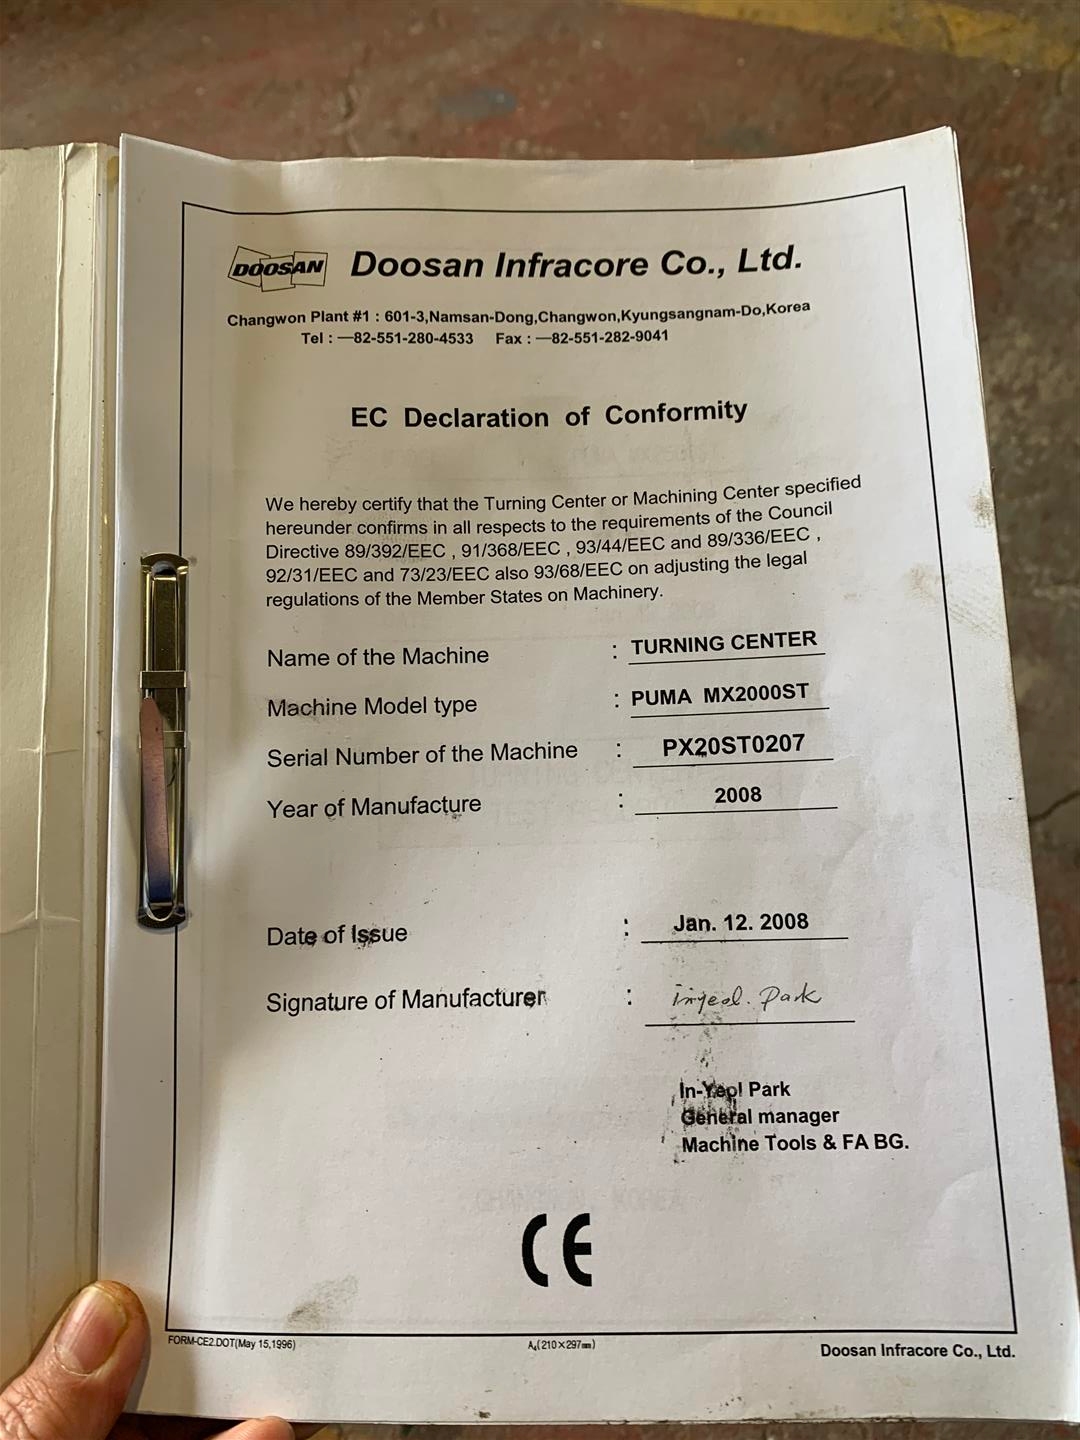 DOOSAN Doosan Infracore Co., Ltd.
Changwon Plant #1 : 601-3,Namsan-Dong,Changwon,Kyungsangnam-Do,Korea
Tel : —82-551-280-4533 Fax : —82-551-282-9041
EC Declaration of Conformity
We hereby certify that the Turning Center or Machining Center specified
hereunder confirms in all respects to the requirements of the Council
Directive 89/392/EEC , 91/368/EEC , 93/44/EEC and 89/336/EEC ,
92/31/EEC and 73/23/EEC also 93/68/EEC on adjusting the legal
regulations of the Member States on Machinery.
Name of the Machine : TURNING CENTER
Machine Model type : PUMA MX2000ST
Serial Number of the Machine : PX20ST0207
Year of Manufacture : 2008
Date of Issue : Jan. 12. 2008
Signature of Manufacturer : inyeol. Park
In-Yeol Park
General manager
Machine Tools & FA BG.
CE
FORM-CE2.DOT(May 15,1996) A4(210×297㎜) Doosan Infracore Co., Ltd.